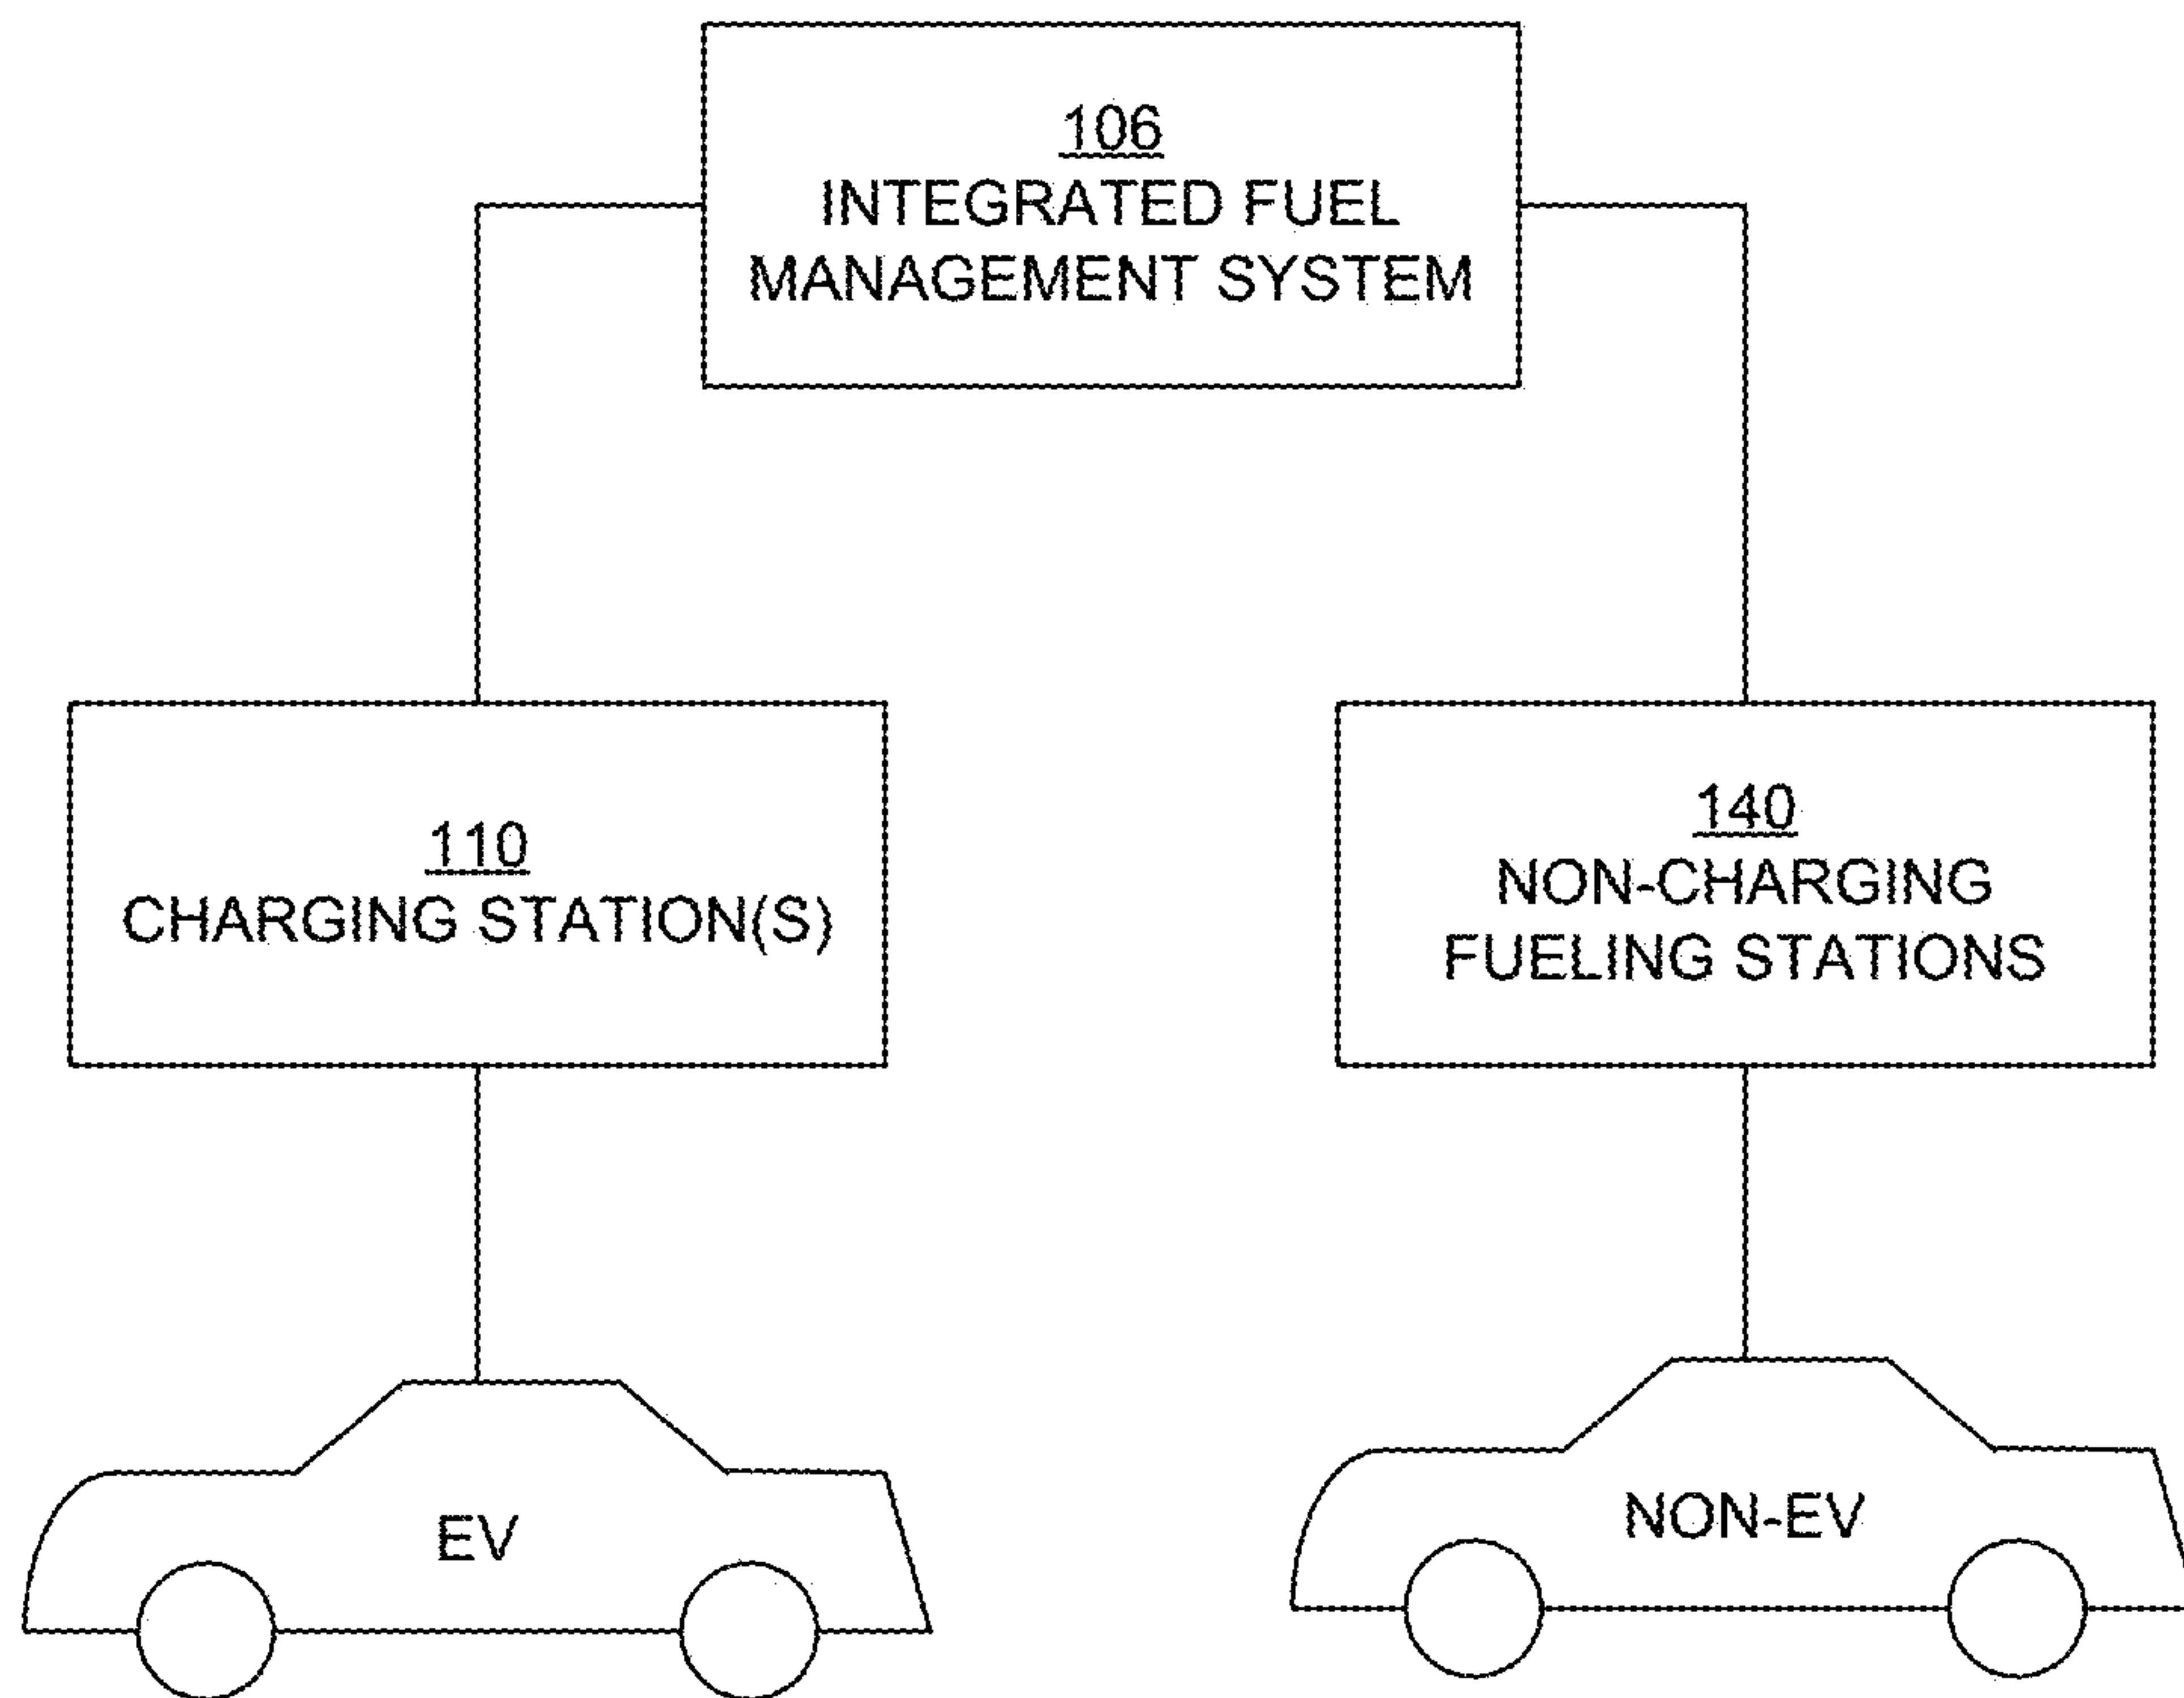 106
INTEGRATED FUEL
MANAGEMENT SYSTEM
110
CHARGING STATION(S)
140
NON-CHARGING
FUELING STATIONS
EV
NON-EV